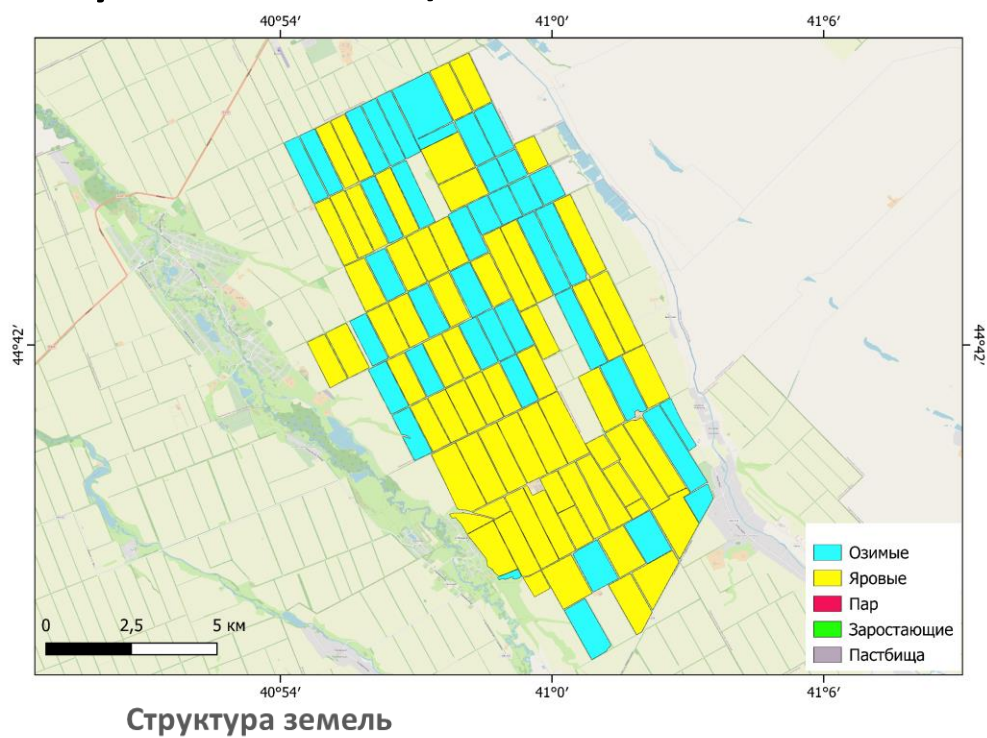 40°54′ 41°0′ 41°6′
44°42′ 44°42′
Озимые
Яровые
Пар
Заростающие
Пастбища
0 2,5 5 км
40°54′ 41°0′ 41°6′
Структура земель